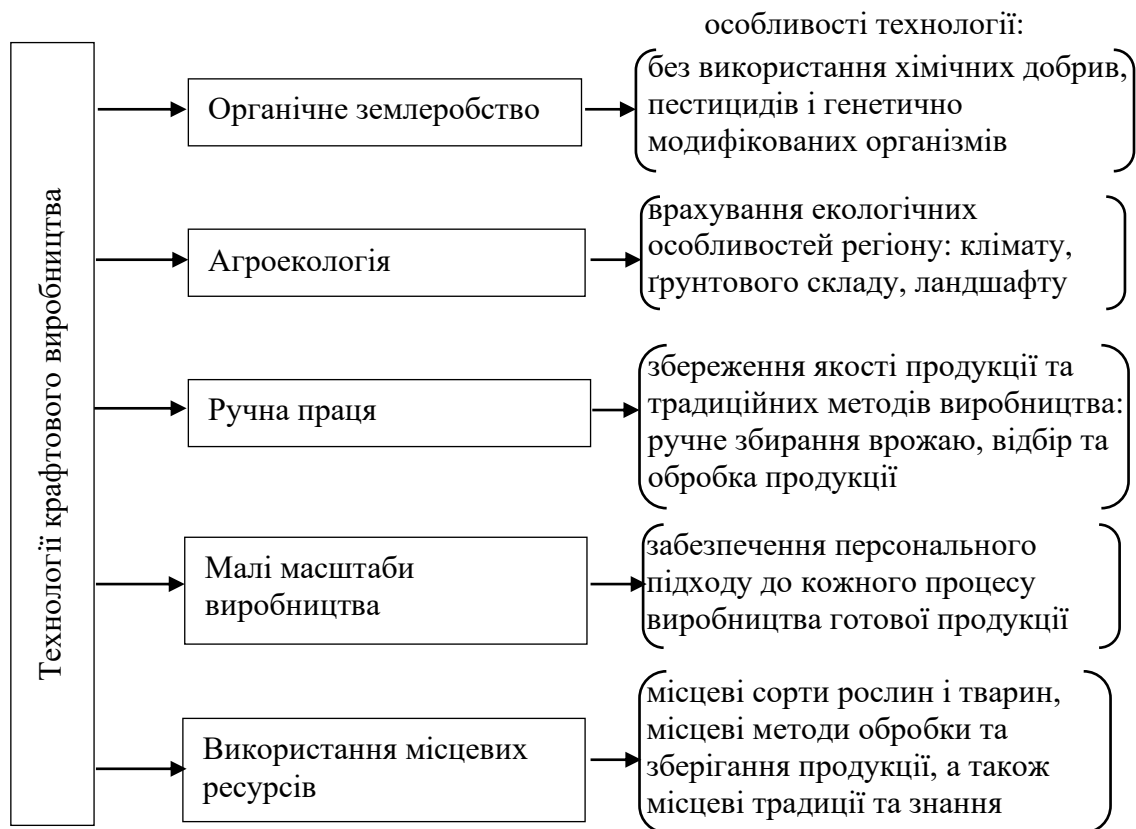 особливості технології:
Технології крафтового виробництва
Органічне землеробство
без використання хімічних добрив,
пестицидів і генетично
модифікованих організмів
Агроекологія
врахування екологічних
особливостей регіону: клімату,
ґрунтового складу, ландшафту
Ручна праця
збереження якості продукції та
традиційних методів виробництва:
ручне збирання врожаю, відбір та
обробка продукції
Малі масштаби
виробництва
забезпечення персонального
підходу до кожного процесу
виробництва готової продукції
Використання місцевих
ресурсів
місцеві сорти рослин і тварин,
місцеві методи обробки та
зберігання продукції, а також
місцеві традиції та знання